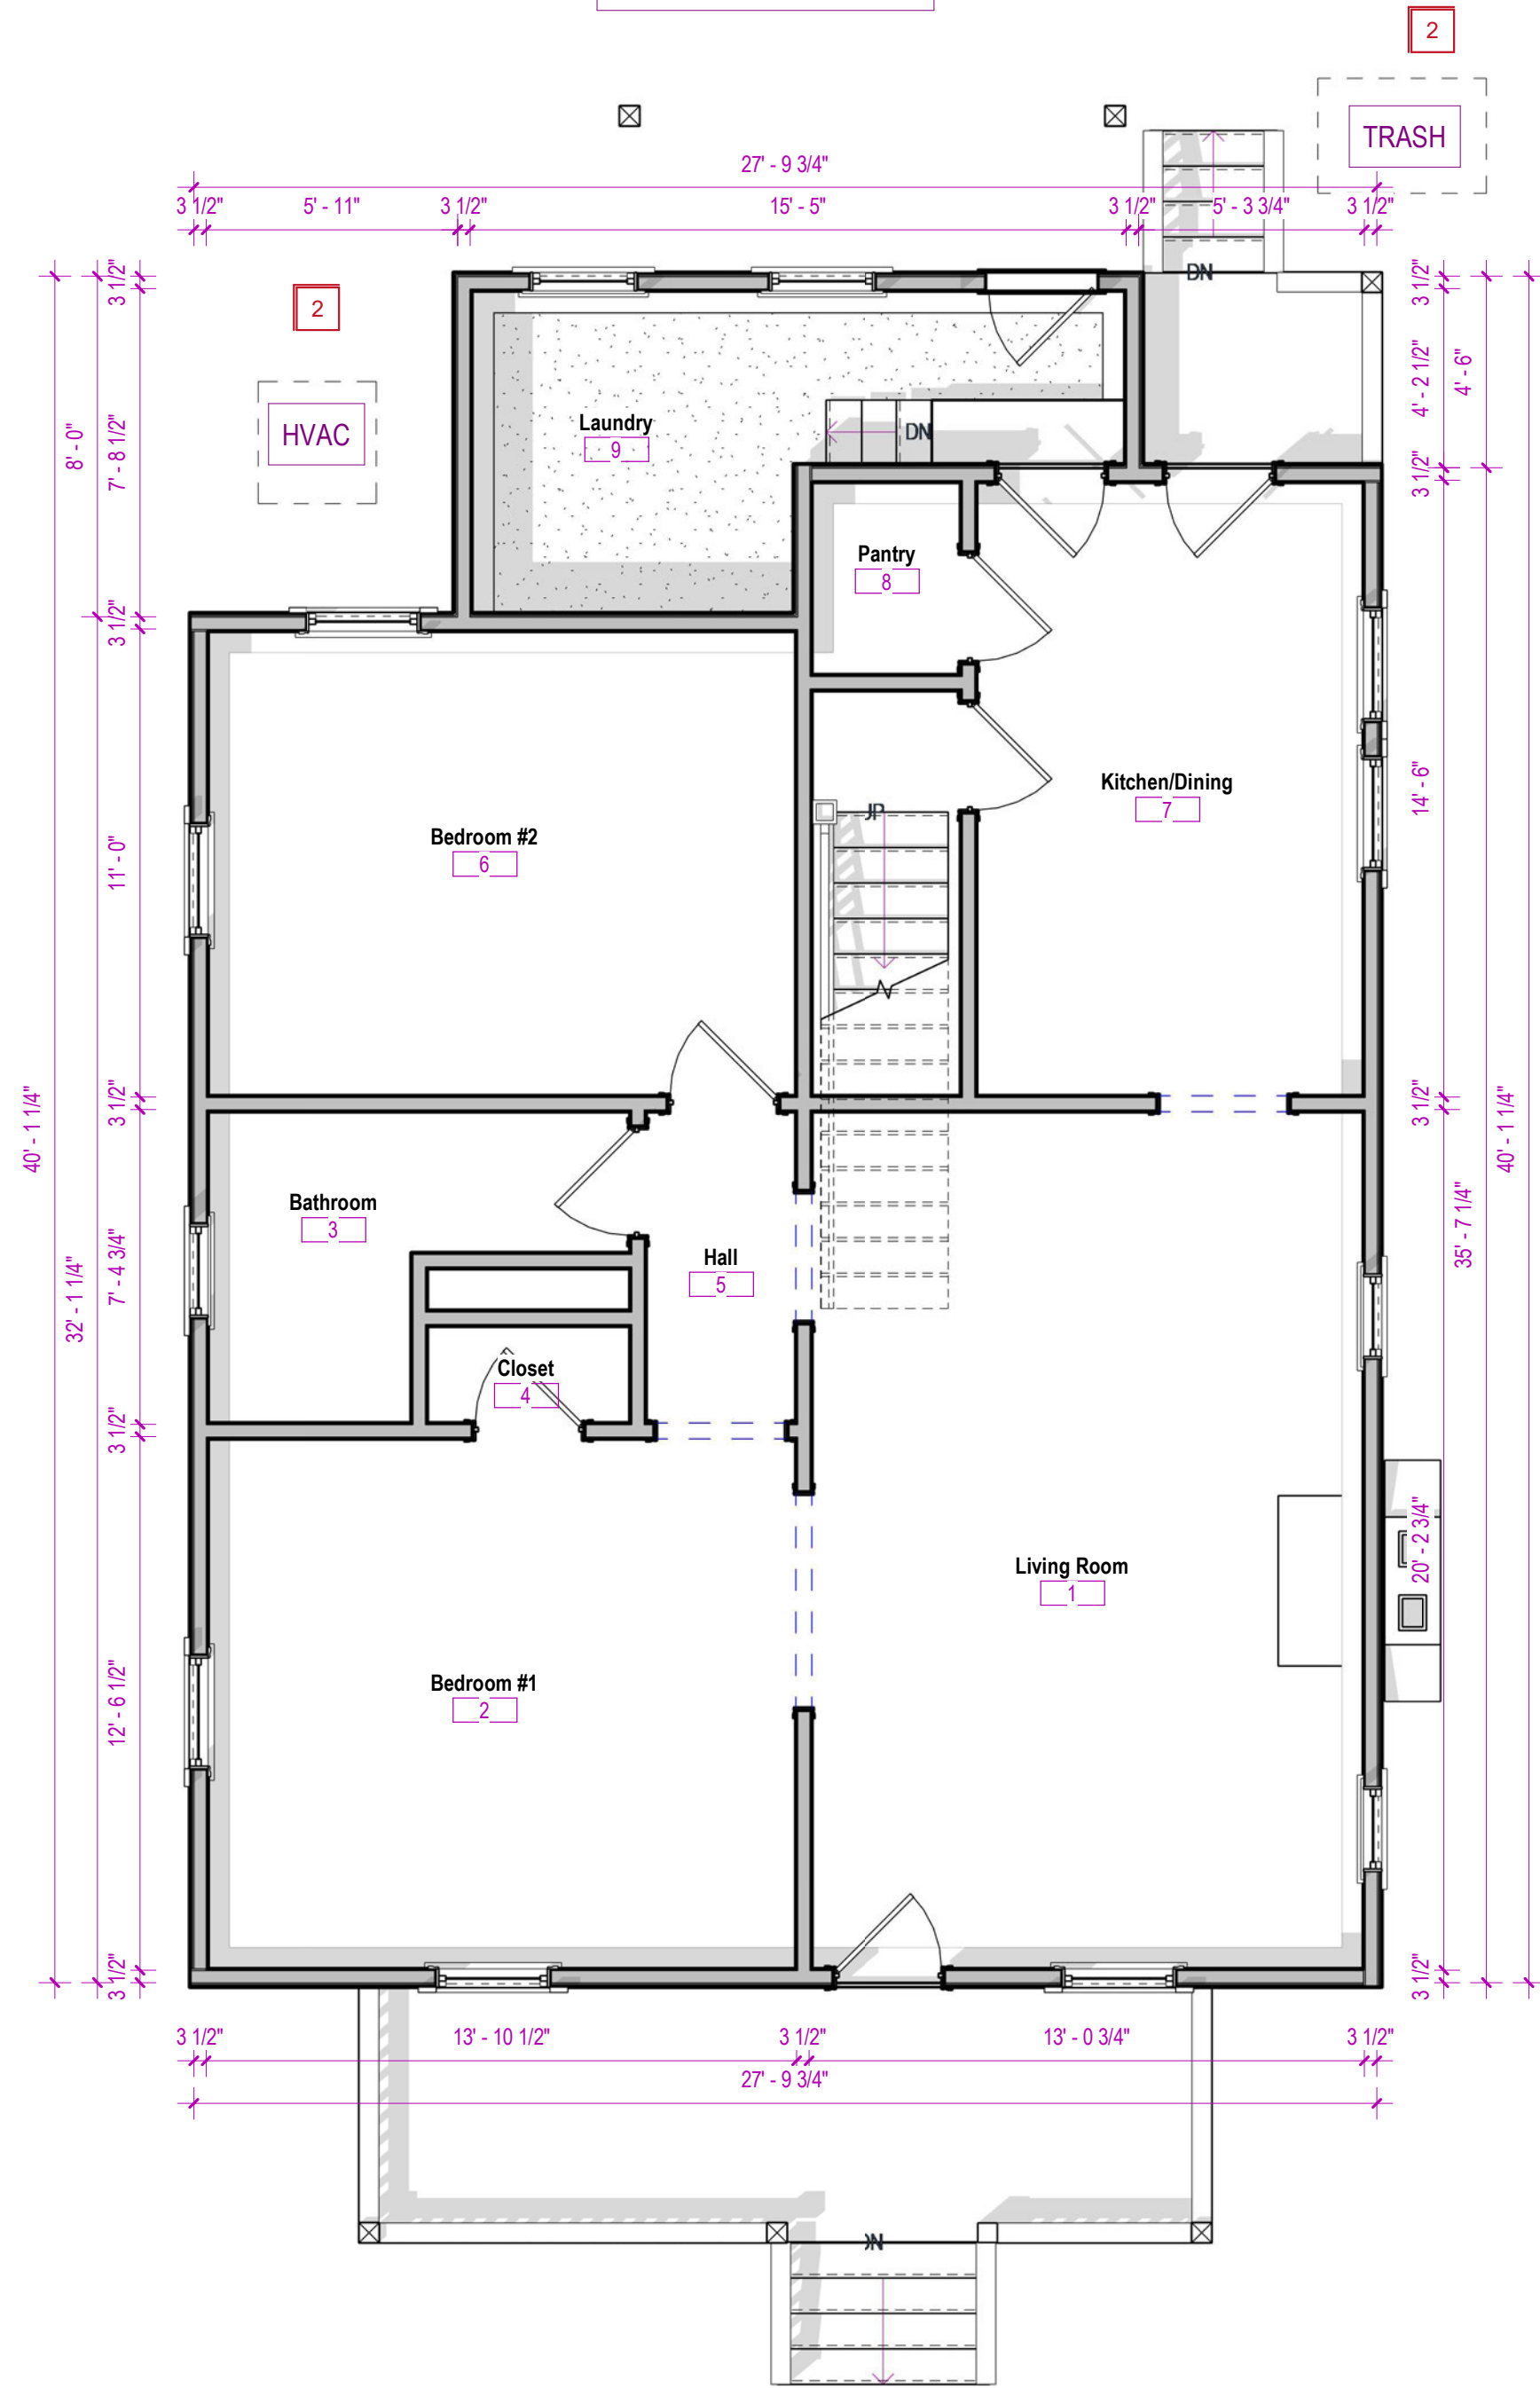 2
TRASH
27' - 9 3/4"
3 1/2" 5' - 11" 3 1/2" 15' - 5" 3 1/2" 5' - 3 3/4" 3 1/2"
DN
3 1/2"
3 1/2"
2
HVAC
8' - 0"
7' - 8 1/2"
4' - 2 1/2"
4' - 6"
Laundry
9
DN
3 1/2"
Pantry
8
3 1/2"
Kitchen/Dining
7
14' - 6"
Bedroom #2
6
11' - 0"
3 1/2"
3 1/2"
40' - 1 1/4"
40' - 1 1/4"
Bathroom
3
Hall
5
7' - 4 3/4"
32' - 1 1/4"
35' - 7 1/4"
Closet
4
3 1/2"
20' - 2 3/4"
Living Room
1
Bedroom #1
2
12' - 6 1/2"
3 1/2"
3 1/2"
3 1/2" 13' - 10 1/2" 3 1/2" 13' - 0 3/4" 3 1/2"
27' - 9 3/4"